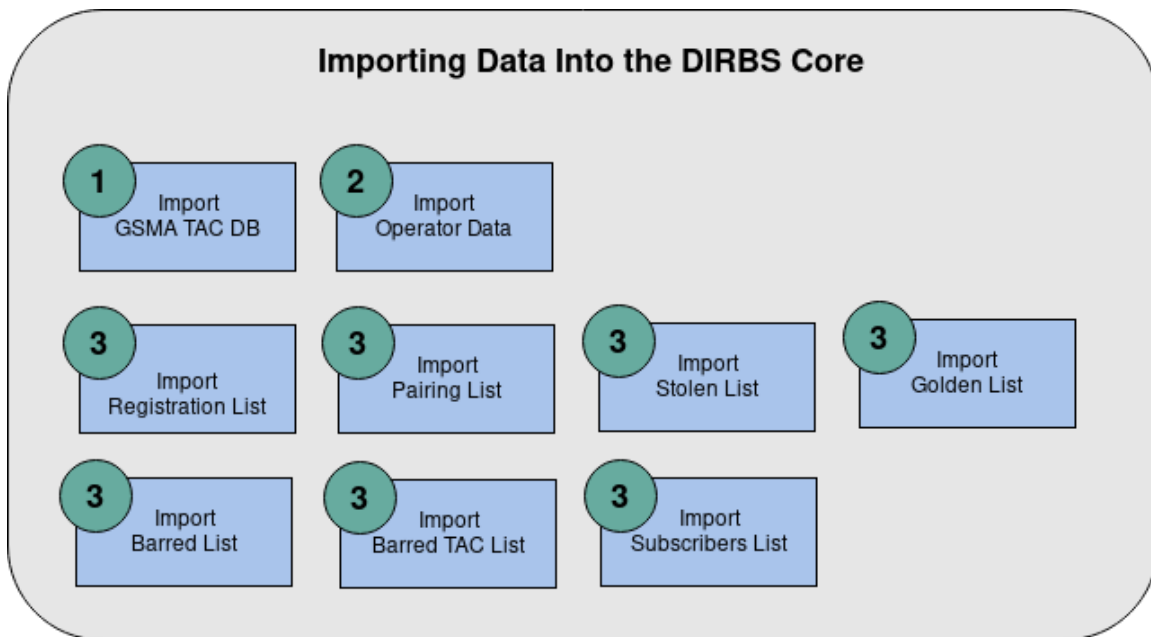 Importing Data Into the DIRBS Core
1
Import
GSMA TAC DB
2
Import
Operator Data
3
Import
Registration List
3
Import
Pairing List
3
Import
Stolen List
3
Import
Golden List
3
Import
Barred List
3
Import
Barred TAC List
3
Import
Subscribers List